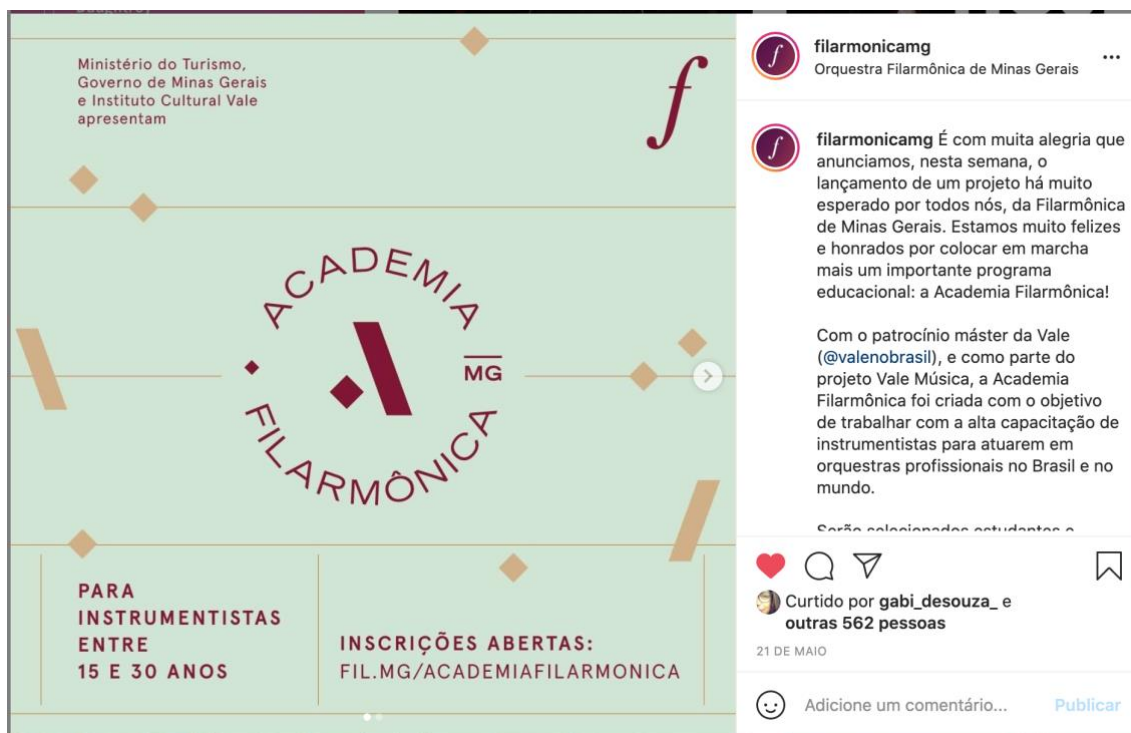 Ministério do Turismo,
Governo de Minas Gerais
e Instituto Cultural Vale
apresentam
f
ACADEMIA
MG
FILARMÔNICA
PARA
INSTRUMENTISTAS
ENTRE
15 E 30 ANOS
INSCRIÇÕES ABERTAS:
FIL.MG/ACADEMIAFILARMONICA
f
filarmonicamg
Orquestra Filarmônica de Minas Gerais
f
filarmonicamg É com muita alegria que
anunciamos, nesta semana, o
lançamento de um projeto há muito
esperado por todos nós, da Filarmônica
de Minas Gerais. Estamos muito felizes
e honrados por colocar em marcha
mais um importante programa
educacional: a Academia Filarmônica!
Com o patrocínio máster da Vale
(@valenobrasil), e como parte do
projeto Vale Música, a Academia
Filarmônica foi criada com o objetivo
de trabalhar com a alta capacitação de
instrumentistas para atuarem em
orquestras profissionais no Brasil e no
mundo.
Serão selecionados estudantes e
Curtido por gabi_desouza_ e
outras 562 pessoas
21 DE MAIO
Adicione um comentário... Publicar